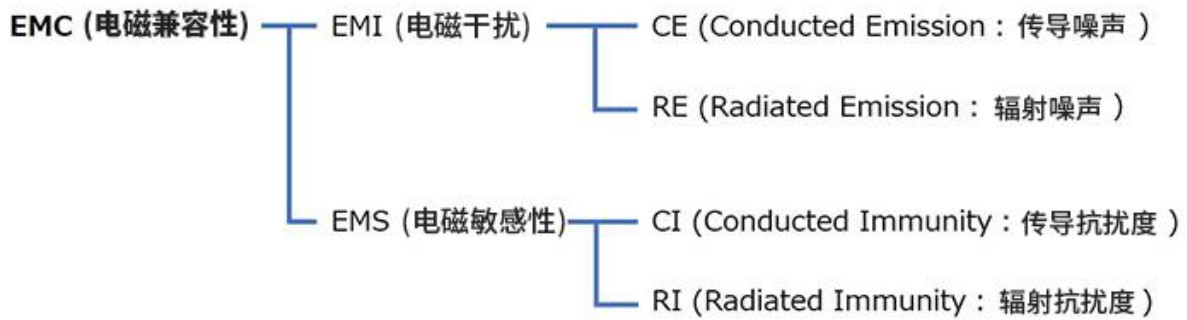 EMC (电磁兼容性) EMI (电磁干扰) CE (Conducted Emission : 传导噪声 )
RE (Radiated Emission : 辐射噪声 )
EMS (电磁敏感性) CI (Conducted Immunity : 传导抗扰度 )
RI (Radiated Immunity : 辐射抗扰度 )